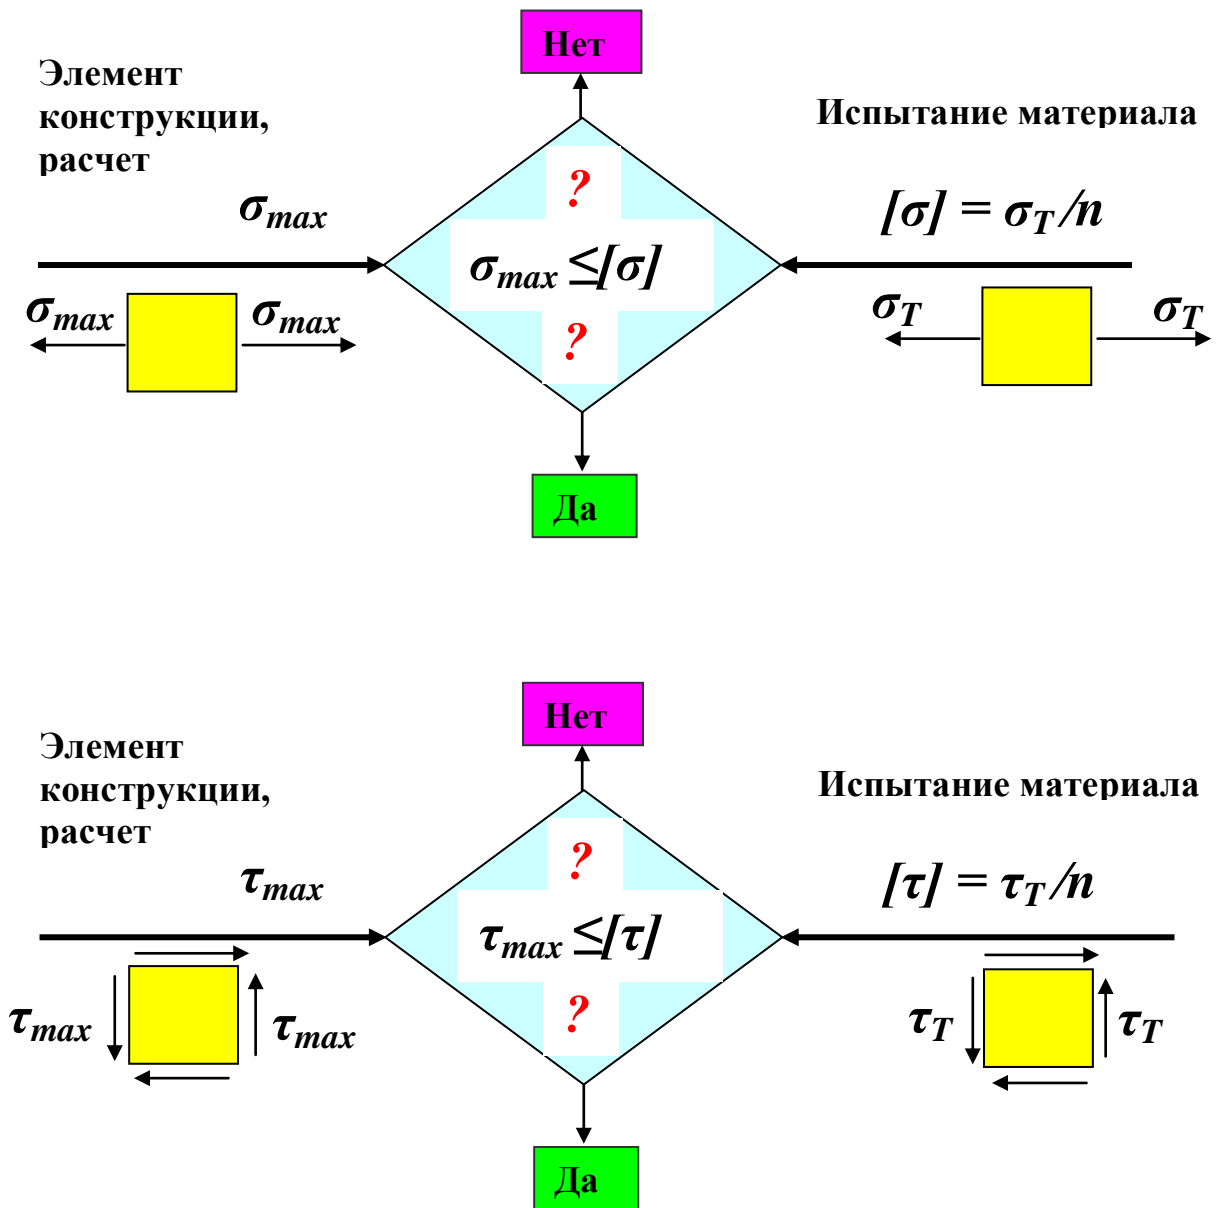 Нет
Элемент
конструкции,
расчет
Испытание материала
σmax
[σ] = σT /n
?
σmax ≤[σ]
?
σmax
σmax
σT
σT
Да
Нет
Элемент
конструкции,
расчет
Испытание материала
τmax
[τ] = τT /n
?
τmax ≤[τ]
?
τmax
τmax
τT
τT
Да